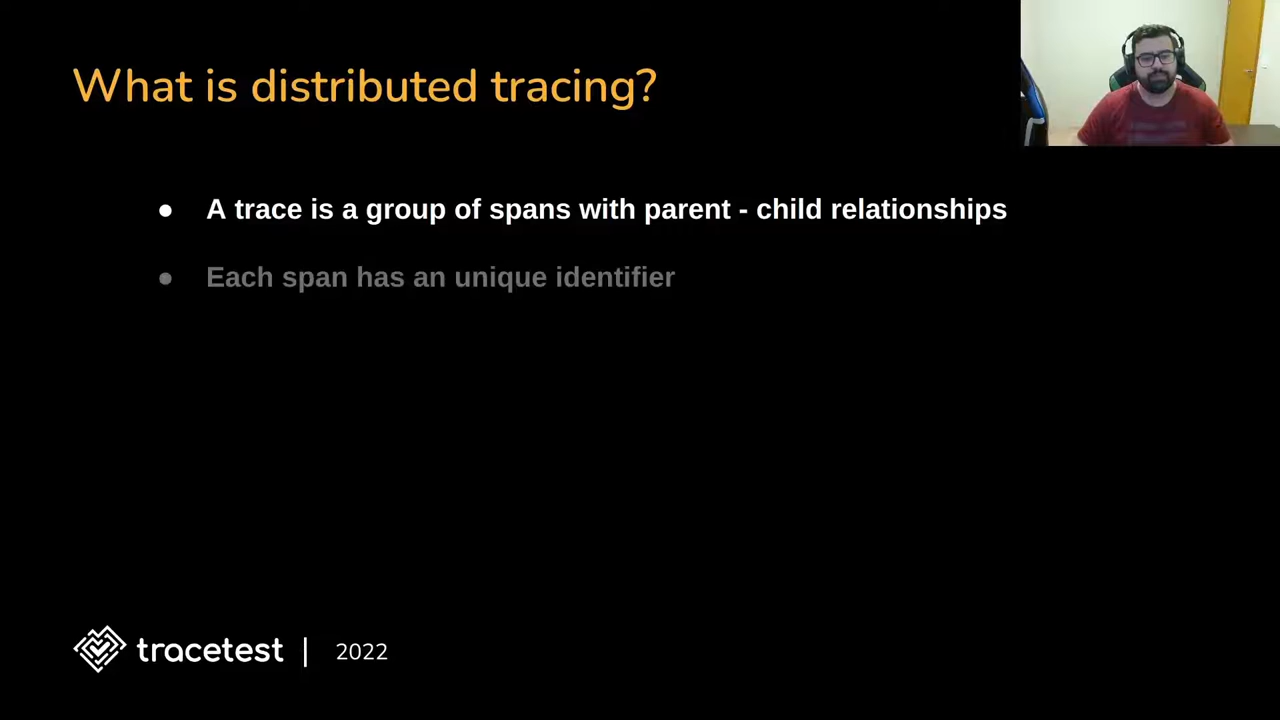 What is distributed tracing?
● A trace is a group of spans with parent - child relationships
● Each span has an unique identifier
tracetest | 2022